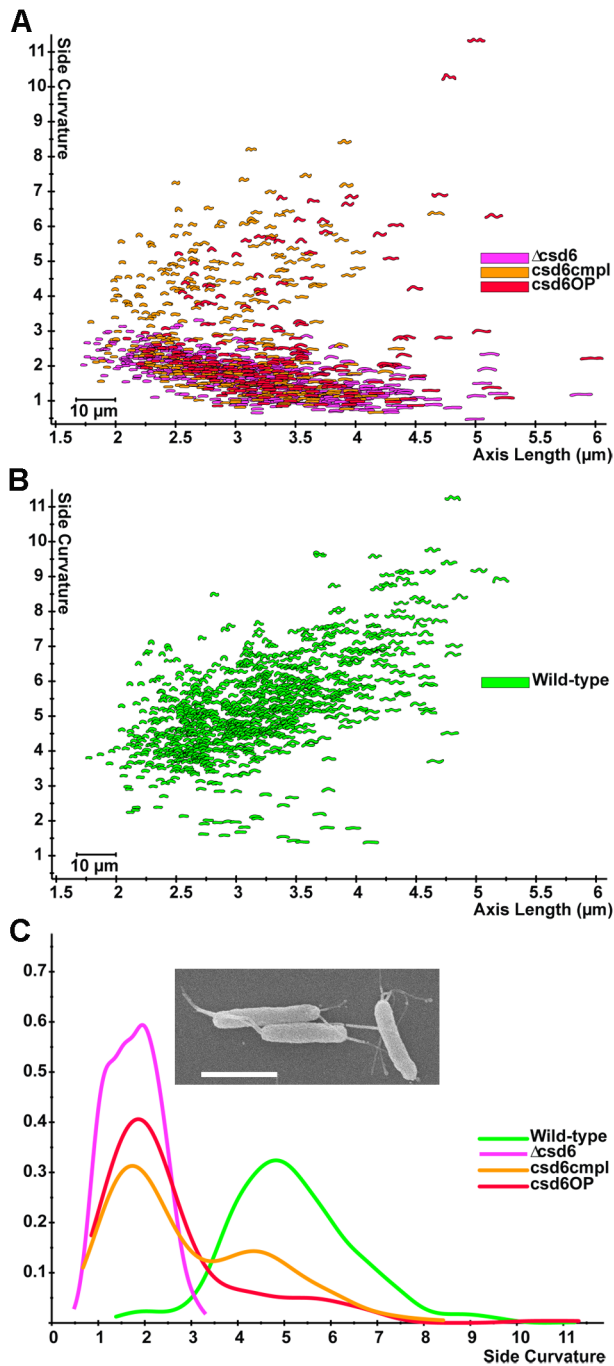 A
Side Curvature
11
10
9
8
7
6
5
4
3
2
1
Δcsd6
csd6cmpl
csd6OP
10 µm
1.5 2 2.5 3 3.5 4 4.5 5 5.5 6
Axis Length (µm)
B
Side Curvature
11
10
9
8
7
6
5
4
3
2
1
Wild-type
10 µm
1.5 2 2.5 3 3.5 4 4.5 5 5.5 6
Axis Length (µm)
C
0.7
0.6
0.5
0.4
0.3
0.2
0.1
Wild-type
Δcsd6
csd6cmpl
csd6OP
0 1 2 3 4 5 6 7 8 9 10 11
Side Curvature